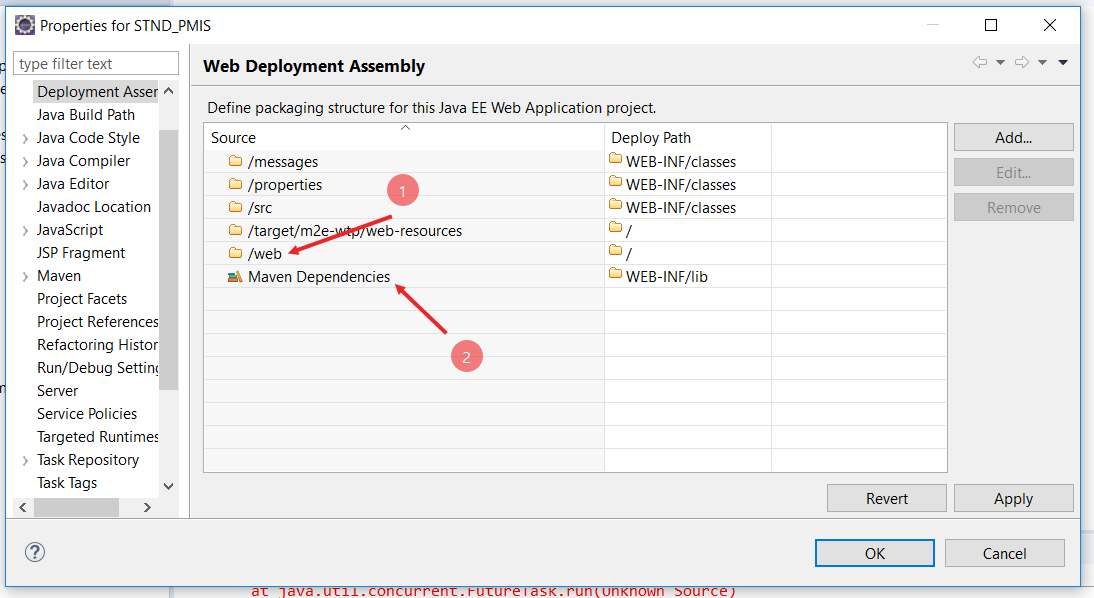 Properties for STND_PMIS
type filter text
Deployment Asser
Java Build Path
Java Code Style
Java Compiler
Java Editor
Javadoc Location
JavaScript
JSP Fragment
Maven
Project Facets
Project References
Refactoring Histor
Run/Debug Setting
Server
Service Policies
Targeted Runtimes
Task Repository
Task Tags
Web Deployment Assembly
Define packaging structure for this Java EE Web Application project.
Source Deploy Path
/messages WEB-INF/classes
/properties WEB-INF/classes
/src WEB-INF/classes
/target/m2e-wtp/web-resources /
/web /
Maven Dependencies WEB-INF/lib
1
2
Add...
Edit...
Remove
Revert Apply
? OK Cancel
at java.util.concurrent.FutureTask.run(Unknown Source)